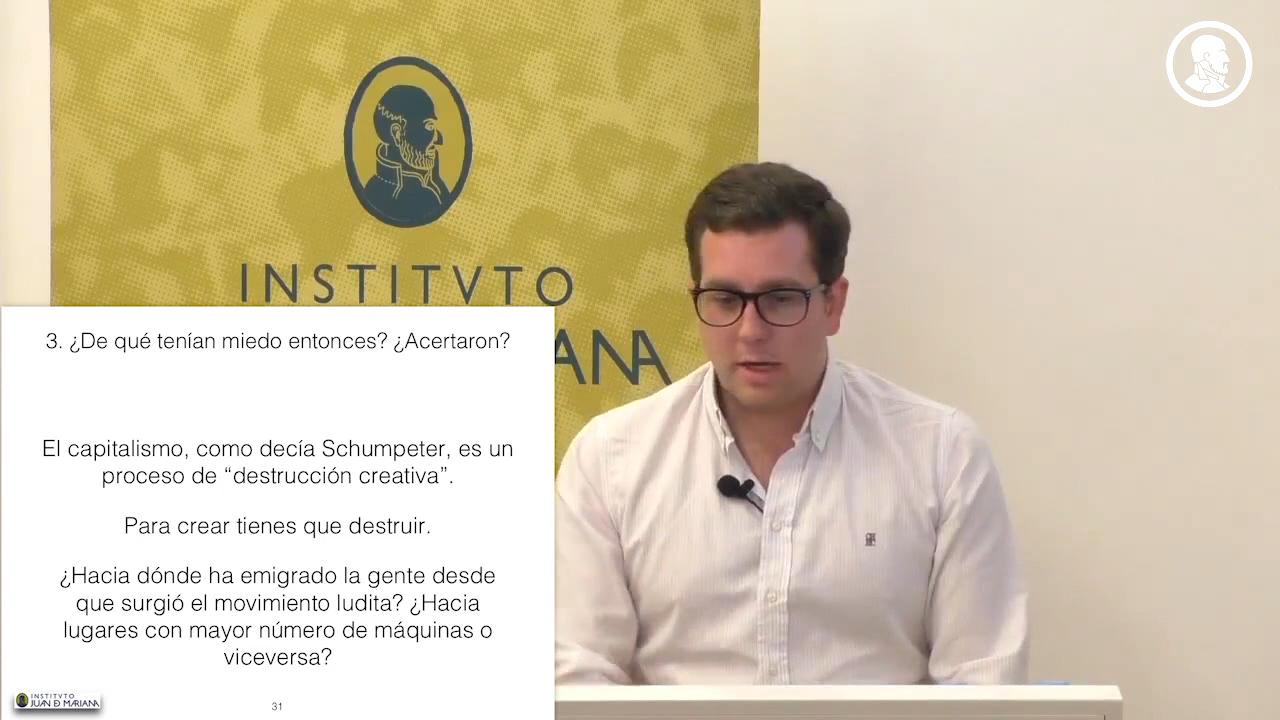 INSTITVTO
ANA
3. ¿De qué tenían miedo entonces? ¿Acertaron?
El capitalismo, como decía Schumpeter, es un
proceso de “destrucción creativa”.
Para crear tienes que destruir.
¿Hacia dónde ha emigrado la gente desde
que surgió el movimiento ludita? ¿Hacia
lugares con mayor número de máquinas o
viceversa?
INSTITVTO
JUAN DE MARIANA
31